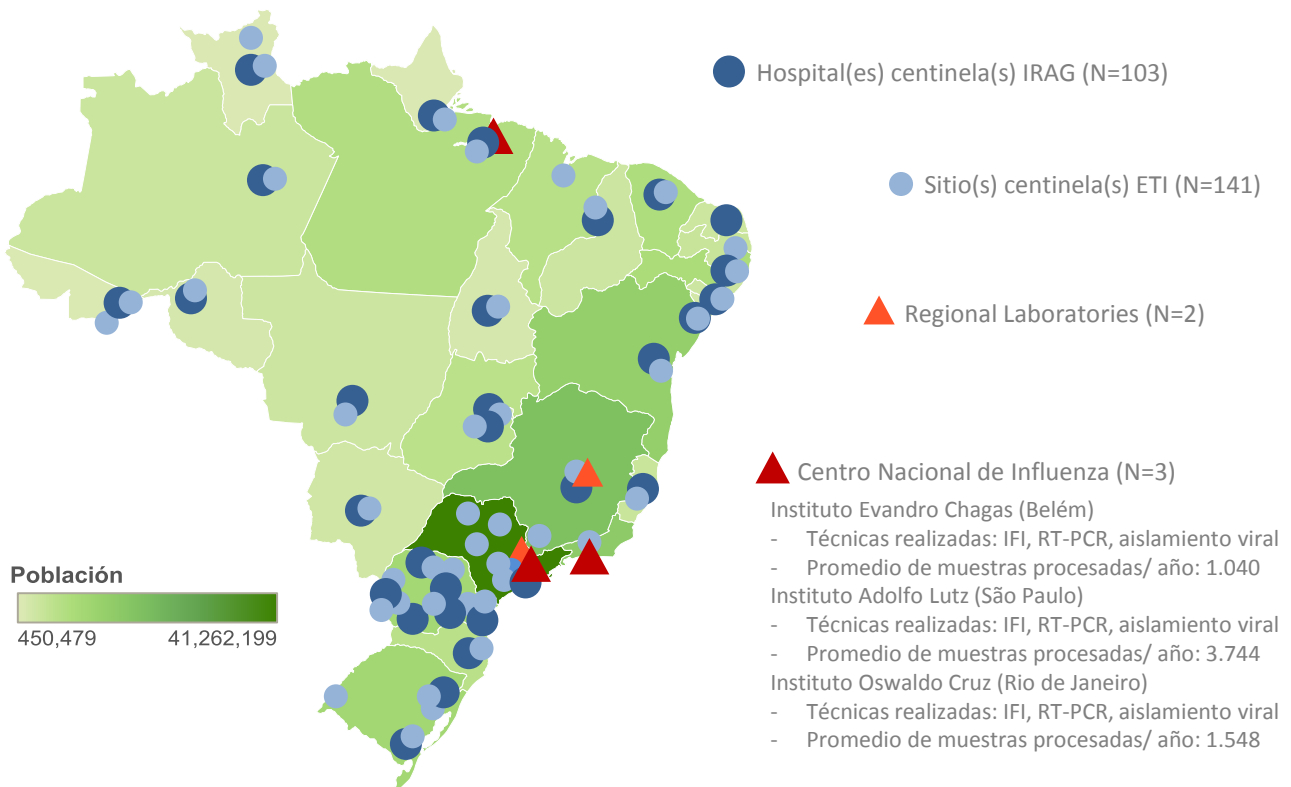 Hospital(es) centinela(s) IRAG (N=103)
Sitio(s) centinela(s) ETI (N=141)
Regional Laboratories (N=2)
Centro Nacional de Influenza (N=3)
Instituto Evandro Chagas (Belém)
- Técnicas realizadas: IFI, RT-PCR, aislamiento viral
- Promedio de muestras procesadas/ año: 1.040
Instituto Adolfo Lutz (São Paulo)
- Técnicas realizadas: IFI, RT-PCR, aislamiento viral
- Promedio de muestras procesadas/ año: 3.744
Instituto Oswaldo Cruz (Rio de Janeiro)
- Técnicas realizadas: IFI, RT-PCR, aislamiento viral
- Promedio de muestras procesadas/ año: 1.548
Población
450,479 41,262,199